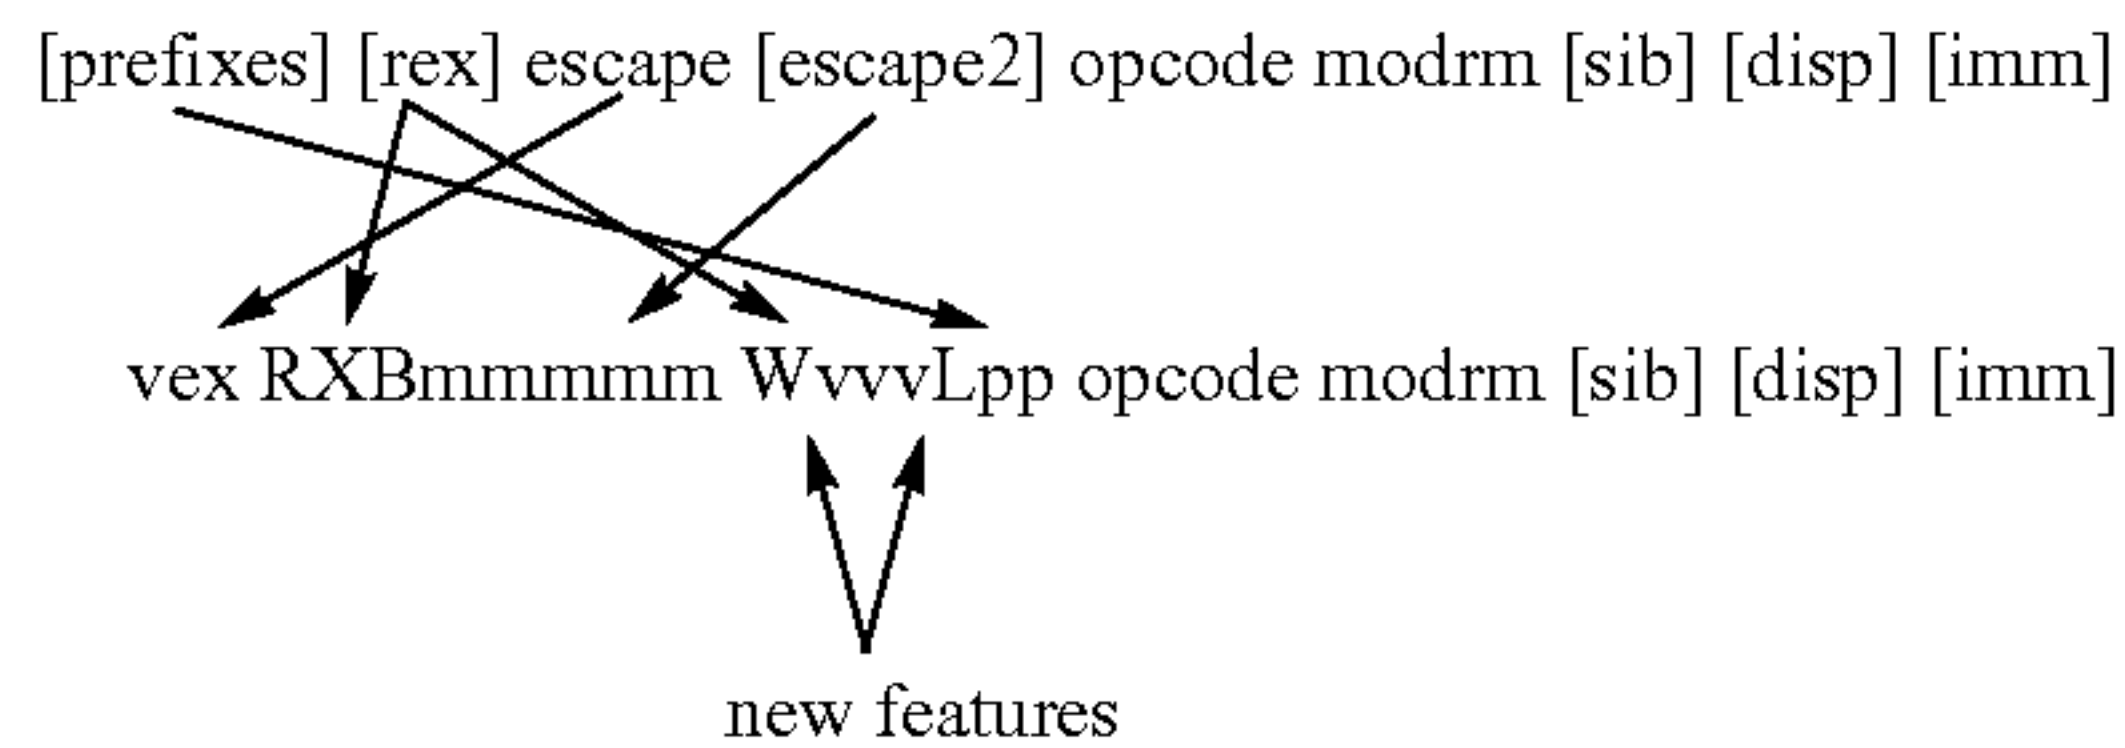 [prefixes] [rex] escape [escape2] opcode modrm [sib] [disp] [imm]
vex RXBmmmmm WvvvLpp opcode modrm [sib] [disp] [imm]
new features